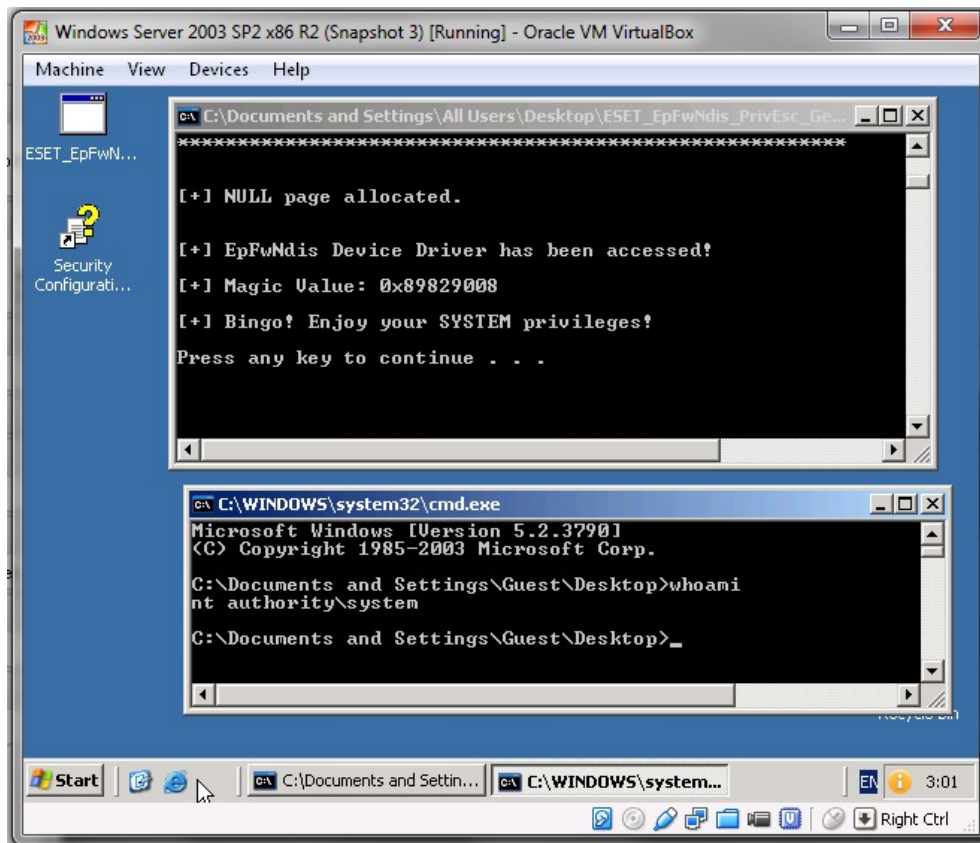 Windows Server 2003 SP2 x86 R2 (Snapshot 3) [Running] - Oracle VM VirtualBox
Machine View Devices Help
ESET_EpFwN...
Security
Configurati...
C:\Documents and Settings\All Users\Desktop\ESET_EpFwNdis_PrivEsc_Ge...
*********************************************************
[+] NULL page allocated.
[+] EpFwNdis Device Driver has been accessed!
[+] Magic Value: 0x89829008
[+] Bingo! Enjoy your SYSTEM privileges!
Press any key to continue . . .
C:\WINDOWS\system32\cmd.exe
Microsoft Windows [Version 5.2.3790]
(C) Copyright 1985-2003 Microsoft Corp.
C:\Documents and Settings\Guest\Desktop>whoami
nt authority\system
C:\Documents and Settings\Guest\Desktop>_
Start
C:\Documents and Settin...
C:\WINDOWS\system...
EN
3:01
Right Ctrl